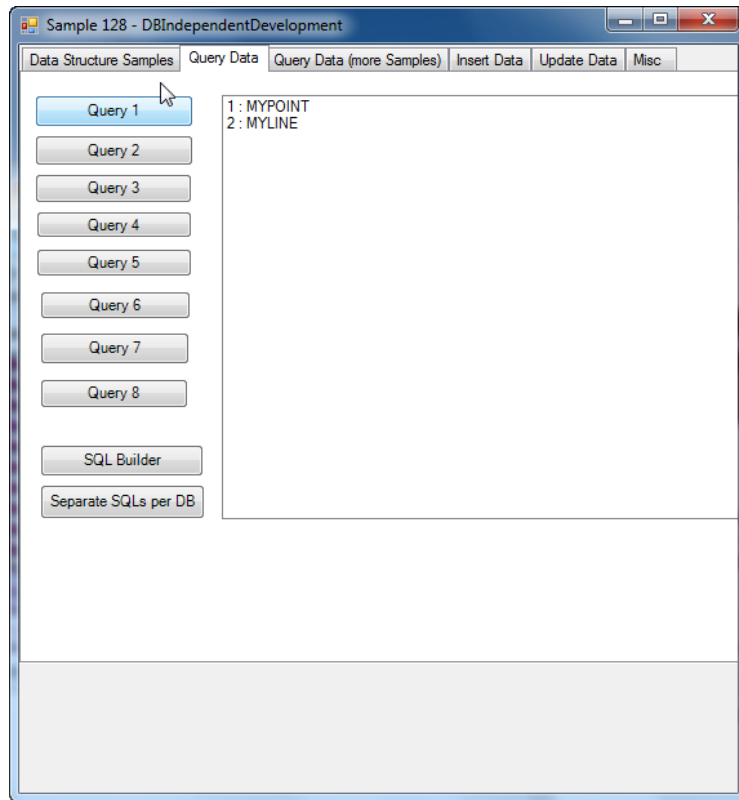 Sample 128 - DBIndependentDevelopment
Data Structure Samples Query Data Query Data (more Samples) Insert Data Update Data Misc
Query 1
1 : MYPOINT
2 : MYLINE
Query 2
Query 3
Query 4
Query 5
Query 6
Query 7
Query 8
SQL Builder
Separate SQLs per DB